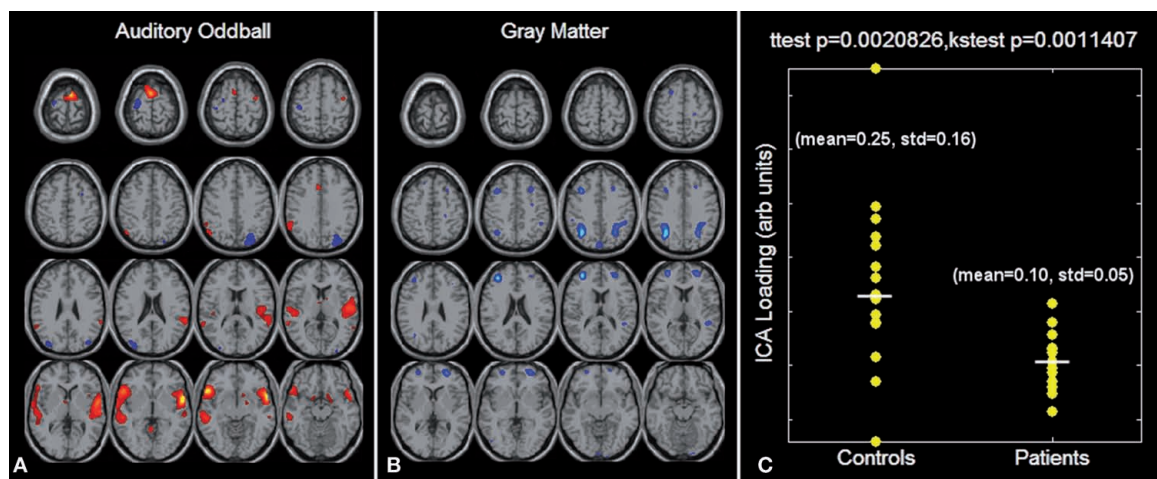 Auditory Oddball
A
Gray Matter
B
ttest p=0.0020826,kstest p=0.0011407
(mean=0.25, std=0.16)
(mean=0.10, std=0.05)
ICA Loading (arb units)
Controls
Patients
C